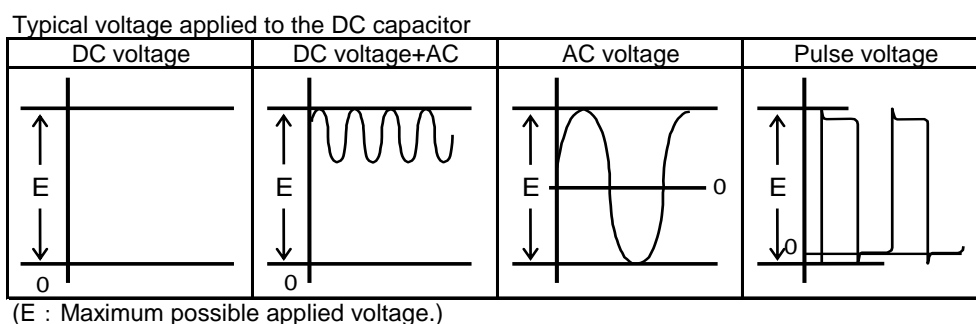 Typical voltage applied to the DC capacitor
DC voltage DC voltage+AC AC voltage Pulse voltage
E E E E
0 0 0 0
(E：Maximum possible applied voltage.)